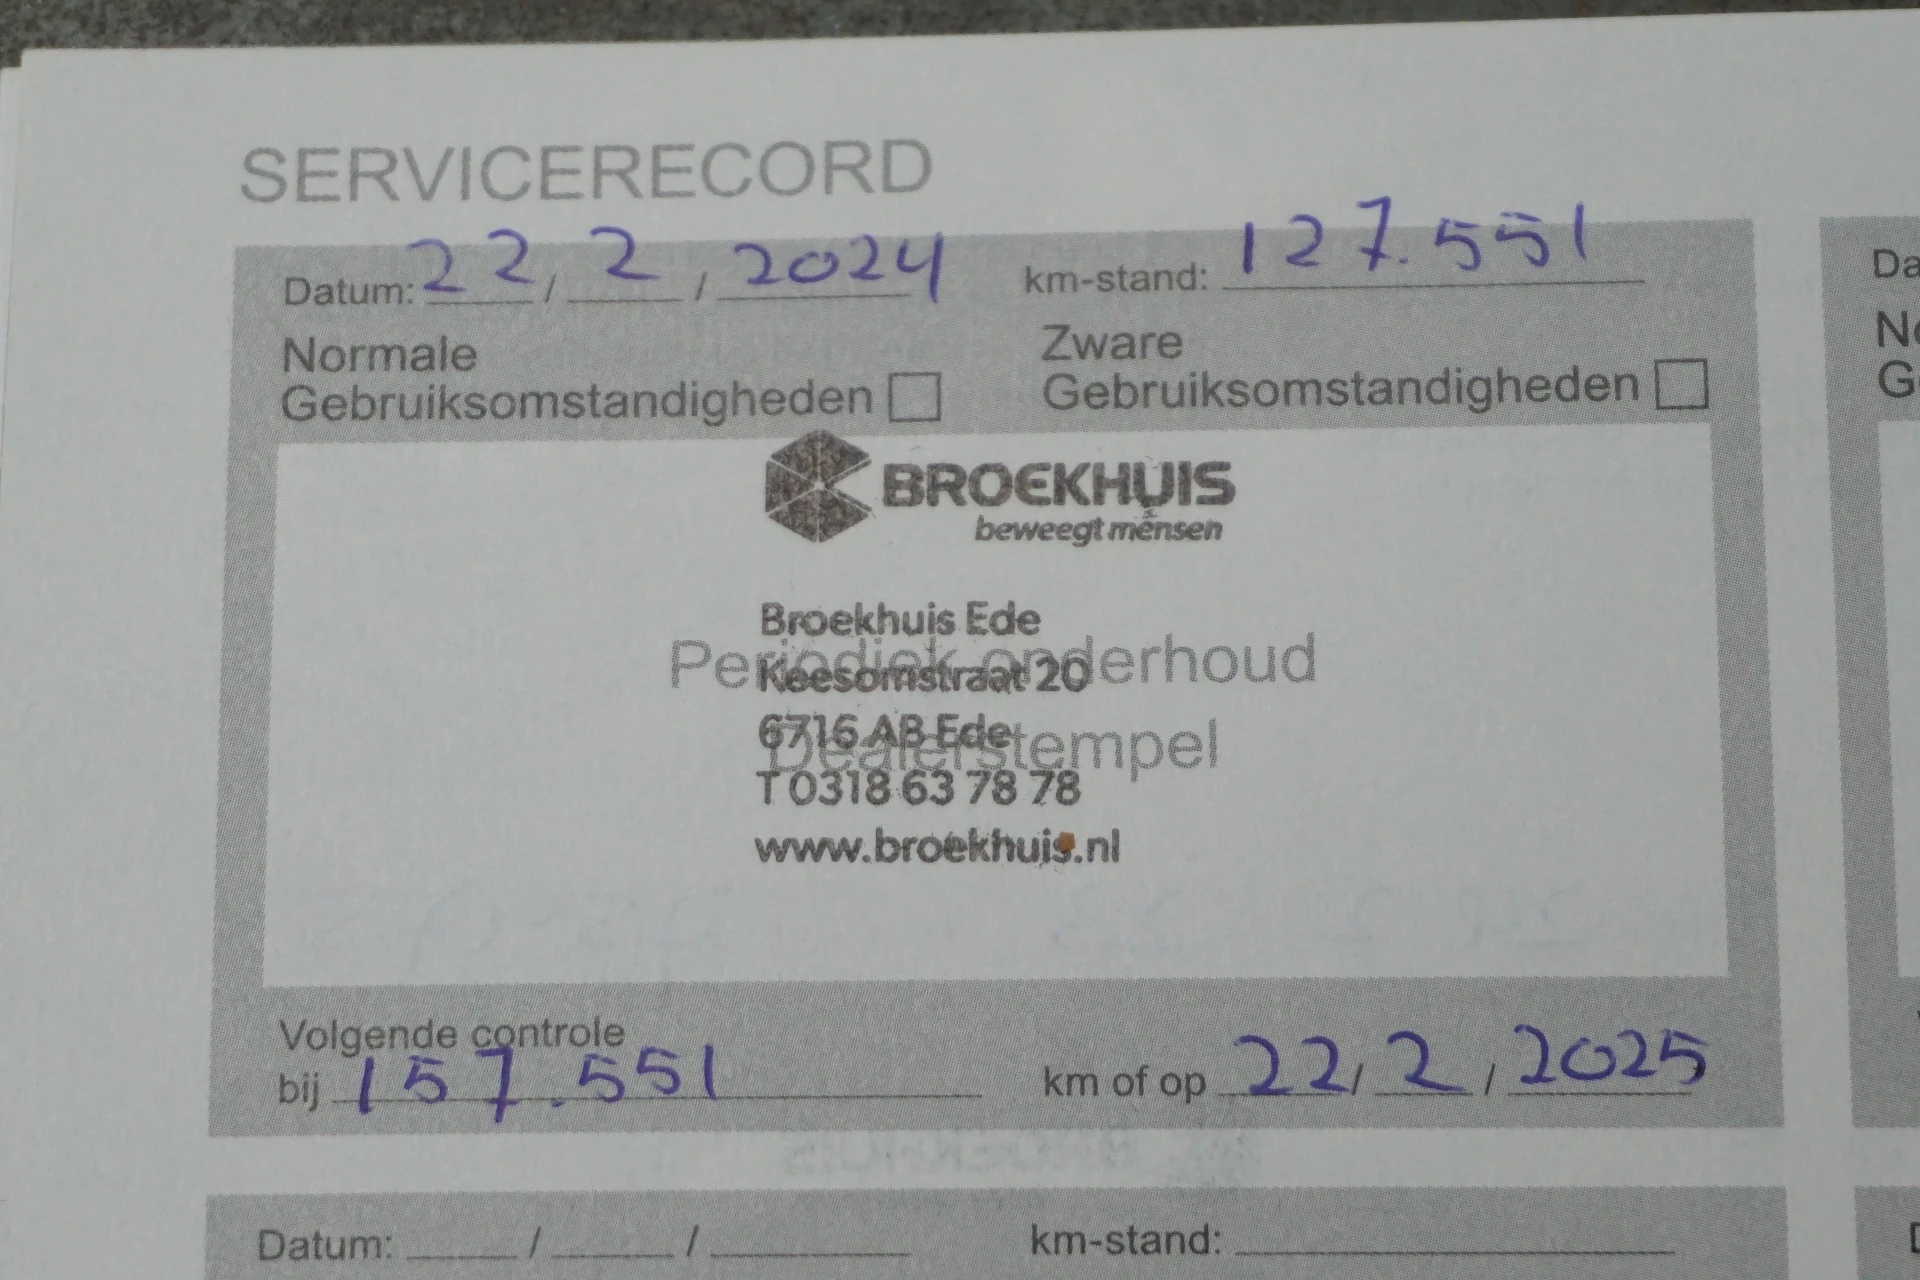 SERVICERECORD
Datum: 22 / 2 / 2024 km-stand: 127.551
Normale Gebruiksomstandigheden
Zware Gebruiksomstandigheden
BROEKHUIS
beweegt mensen
Broekhuis Ede
Periodiek onderhoud
Keesomstraat 20
6716 AB Ede
Dealerstempel
T 0318 63 78 78
www.broekhuis.nl
Volgende controle
bij 157.551 km of op 22 / 2 / 2025
Datum: / / km-stand: